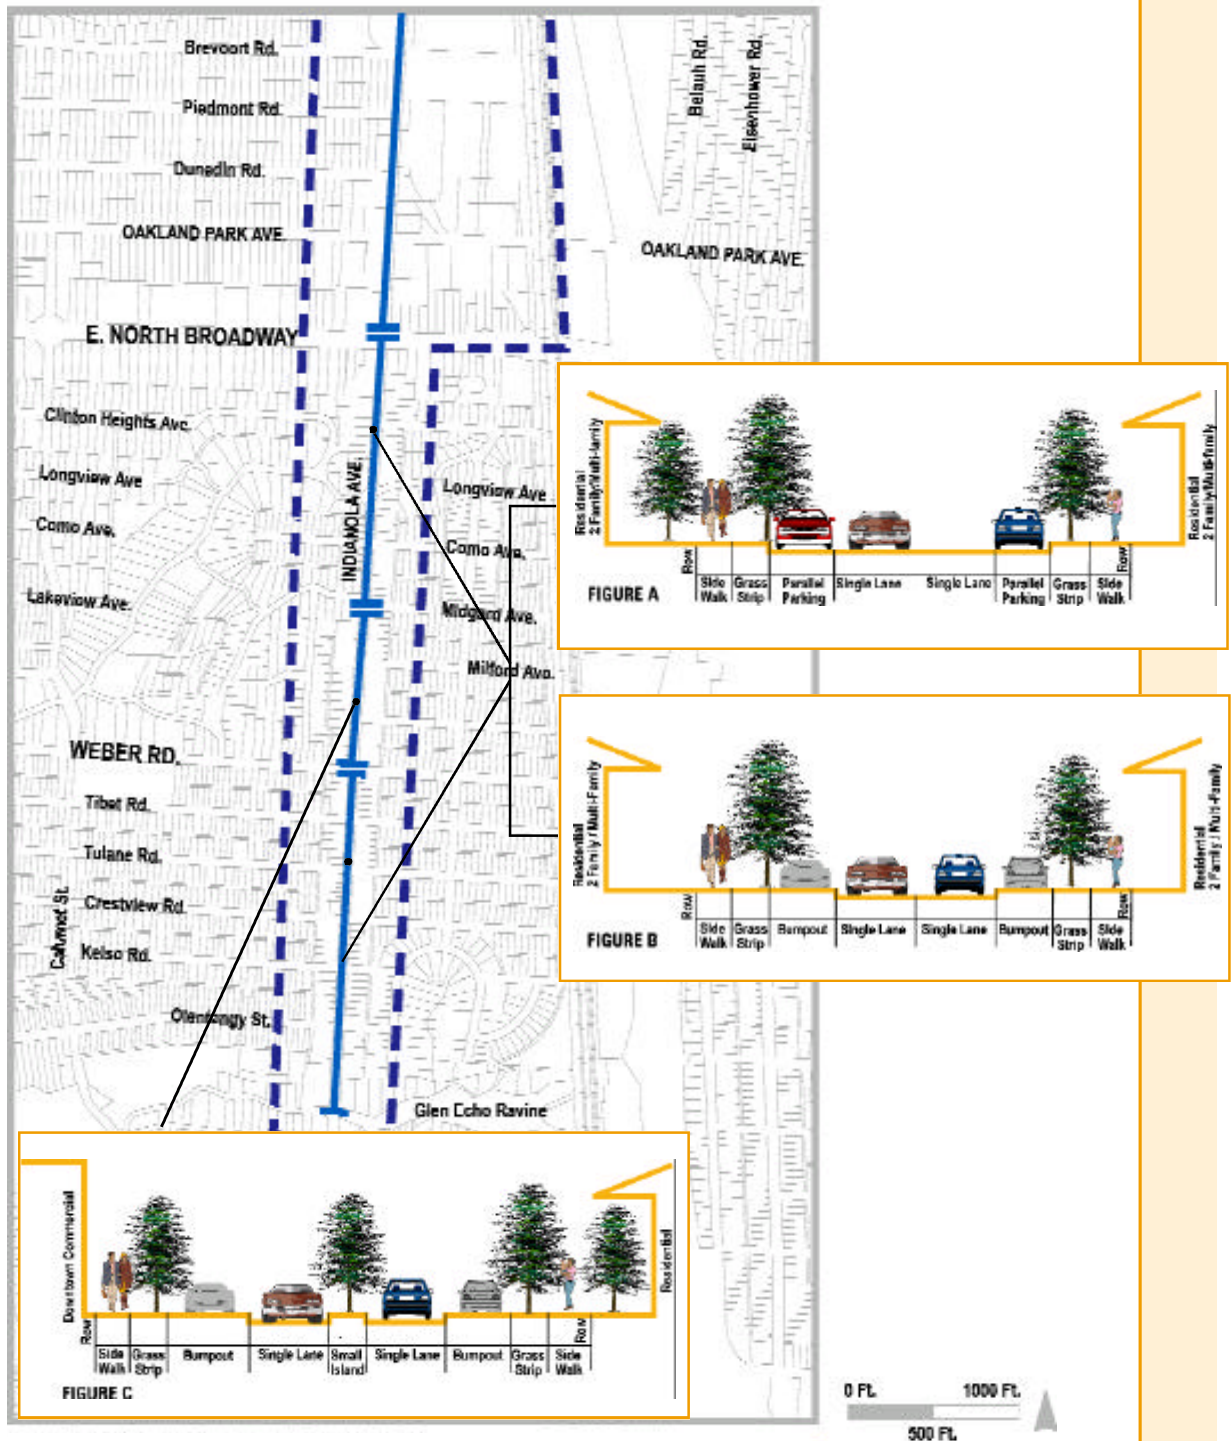 Brevoort Rd.
Piedmont Rd.
Dunedin Rd.
OAKLAND PARK AVE.
Belauh Rd.
Eisenhower Rd.
OAKLAND PARK AVE.
E. NORTH BROADWAY
Clinton Heights Ave.
Longview Ave
Como Ave.
Lakeview Ave.
INDIANOLA AVE.
Longview Ave
Como Ave.
Midgard Ave.
Milford Ave.
WEBER RD.
Tibet Rd.
Tulane Rd.
Crestview Rd
Kelso Rd.
Calumet St.
Olentangy St.
Glen Echo Ravine
Residential
2 Family/Multi-family
Residential
2 Family/Multi-family
Row
Side Walk
Grass Strip
Parallel Parking
Single Lane
Single Lane
Parallel Parking
Grass Strip
Side Walk
Row
FIGURE A
Residential
2 Family / Multi-Family
Residential
2 Family / Multi-Family
Row
Side Walk
Grass Strip
Bumpout
Single Lane
Single Lane
Bumpout
Grass Strip
Side Walk
Row
FIGURE B
Downtown Commercial
Residential
Row
Side Walk
Grass Strip
Bumpout
Single Lane
Small Island
Single Lane
Bumpout
Grass Strip
Side Walk
Row
FIGURE C
0 Ft.
1000 Ft.
500 Ft.